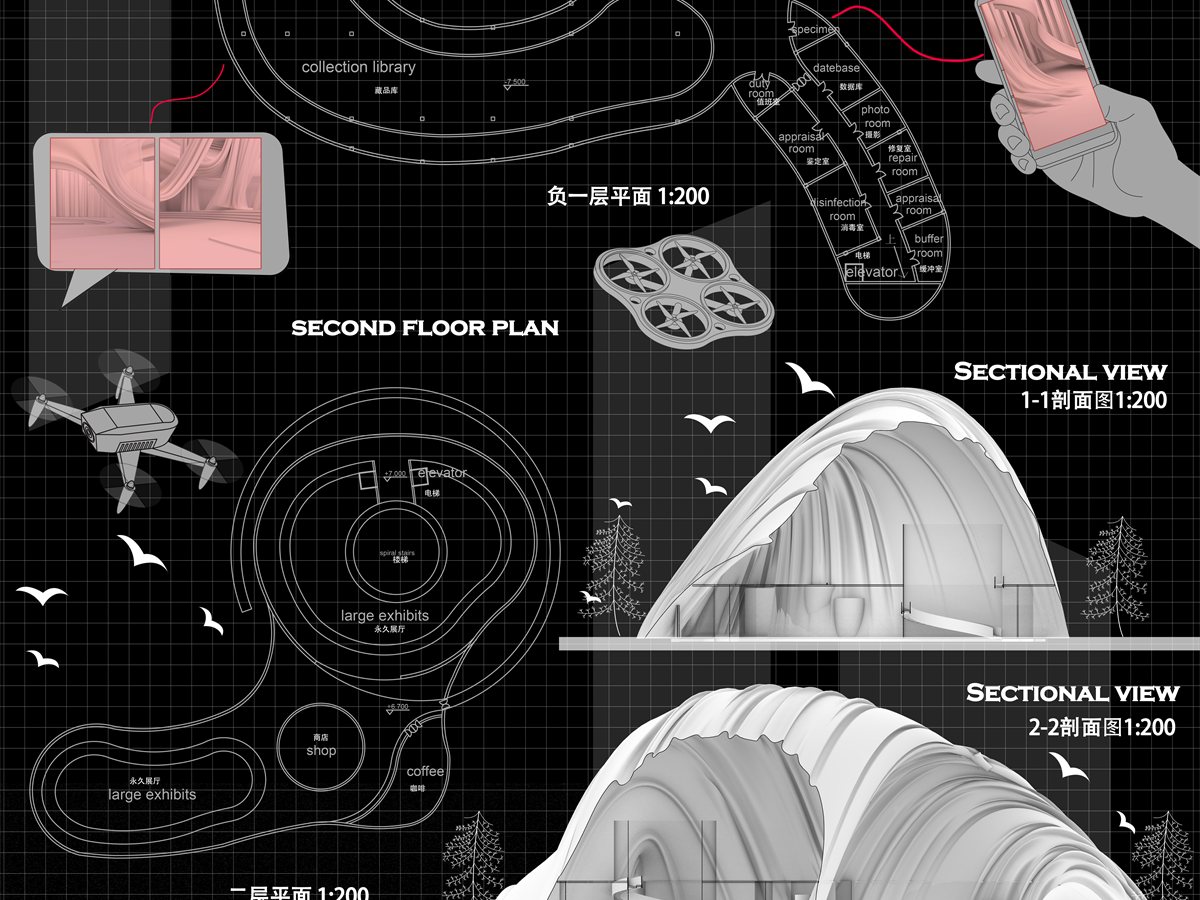 specimen
collection library
藏品库
-7,500
datebase
数据库
duty
room
值班室
photo
room
摄影
appraisal
room
鉴定室
修复室
repair
room
负一层平面 1:200
disinfection
room
消毒室
appraisal
room
上
buffer
room
缓冲室
电梯
elevator
SECOND FLOOR PLAN
SECTIONAL VIEW
1-1剖面图1:200
+7,000
elevator
电梯
spiral stairs
楼梯
large exhibits
永久展厅
SECTIONAL VIEW
2-2剖面图1:200
+6,700
商店
shop
coffee
咖啡
永久展厅
large exhibits
二层平面 1:200